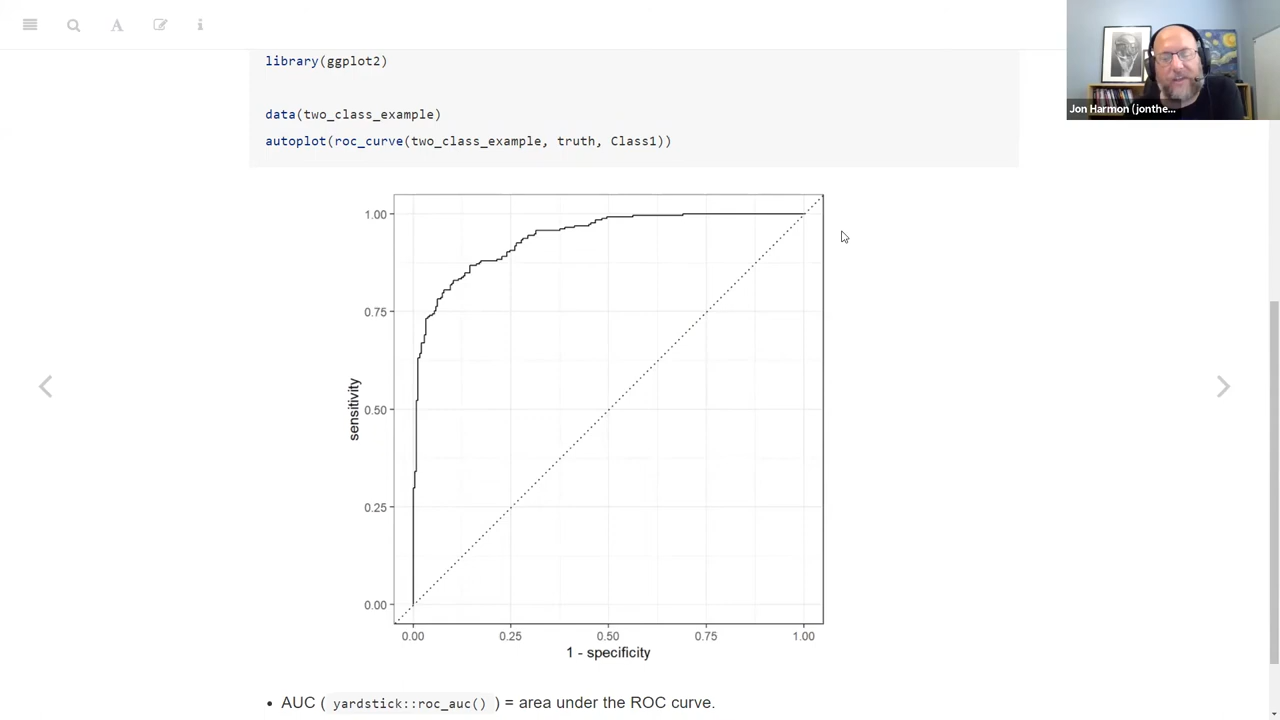 library(ggplot2)
data(two_class_example)
autoplot(roc_curve(two_class_example, truth, Class1))
Jon Harmon (jonthe...
1.00
0.75
0.50
0.25
0.00
sensitivity
0.00 0.25 0.50 0.75 1.00
1 - specificity
• AUC ( yardstick::roc_auc() ) = area under the ROC curve.